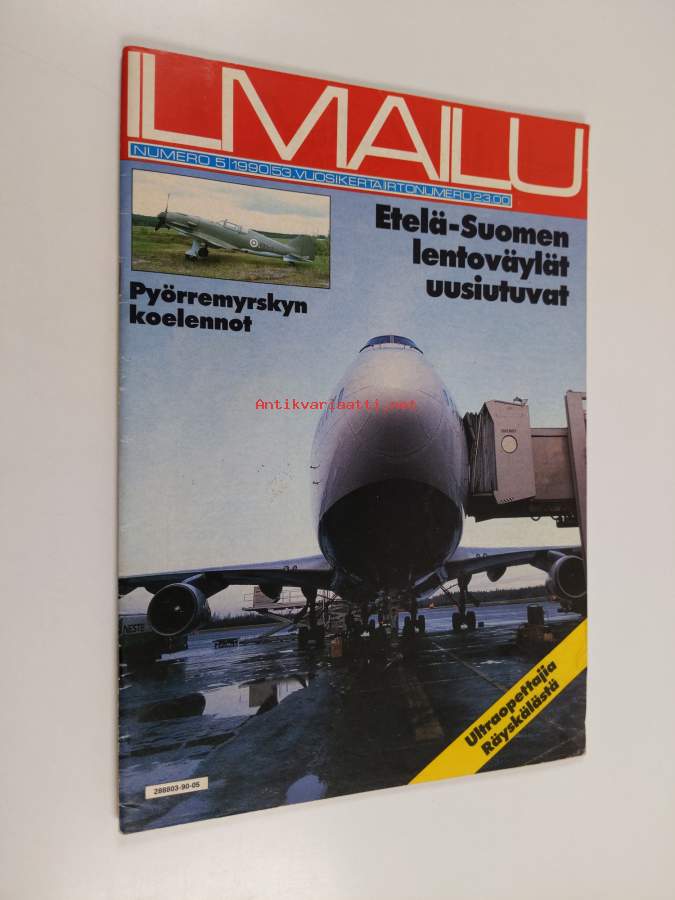 ILMAILU
NUMERO 5 1990 53. VUOSIKERTA IRTONUMERO 23,00
Etelä-Suomen
lentoväylät
uusiutuvat
Pyörremyrskyn
koelennot
Antikvariaatti.net
NESTE
Ultraopettajia
Räyskälästä
288803-90-05